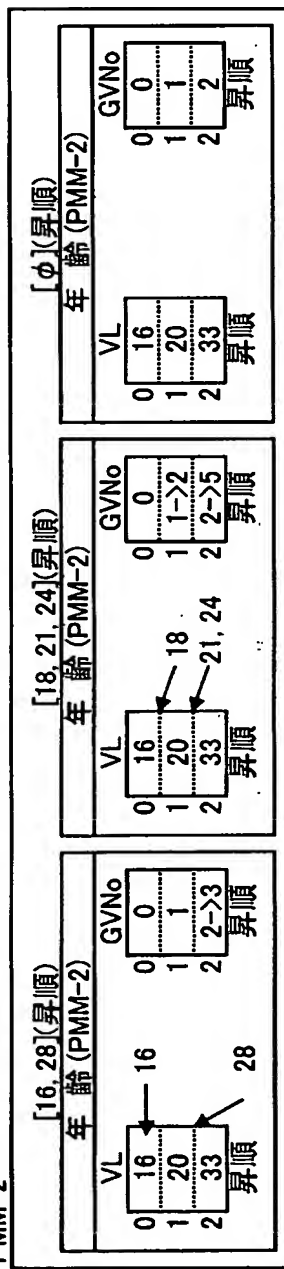 PMM-2
[16, 28](昇順)
年 齢(PMM-2)
VL GVNo
0 16 0 0
1 20 1 1
2 33 2 2->3
昇順 昇順
16
28
[18, 21, 24](昇順)
年 齢(PMM-2)
VL GVNo
0 16 0 0
1 20 1 1->2
2 33 2 2->5
昇順 昇順
18
21, 24
[φ](昇順)
年 齢(PMM-2)
VL GVNo
0 16 0 0
1 20 1 1
2 33 2 2
昇順 昇順